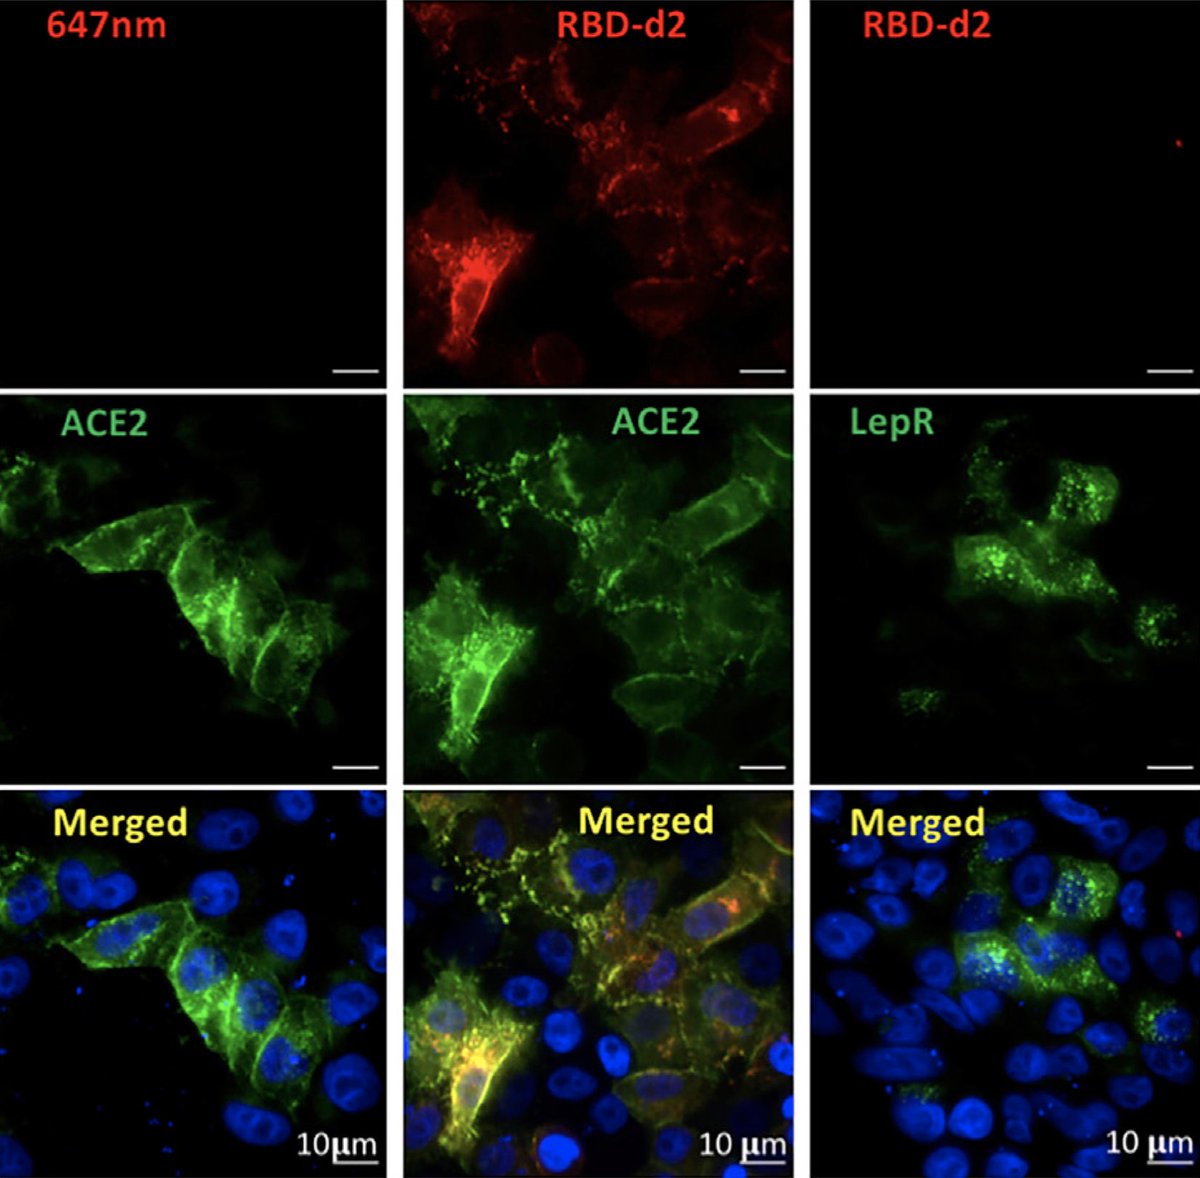 647nm
RBD-d2
RBD-d2
ACE2
ACE2
LepR
Merged
Merged
Merged
10μm
10 μm
10 μm